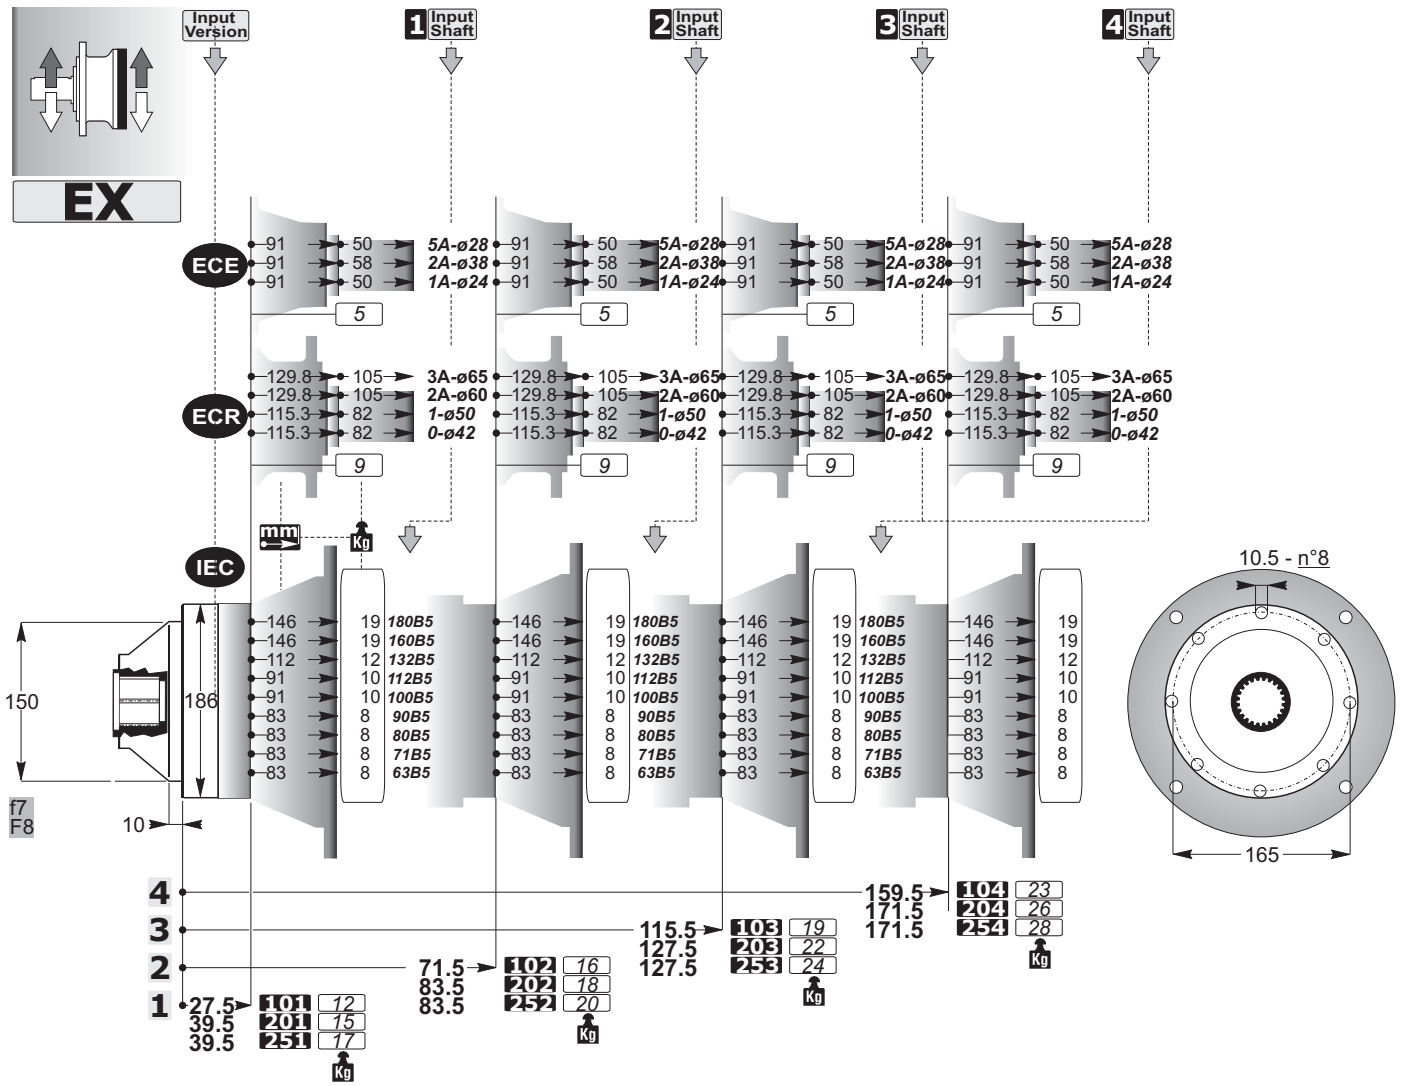 Input Version
1 Input Shaft
2 Input Shaft
3 Input Shaft
4 Input Shaft
EX
ECE
91 50 5A-ø28 91 50 5A-ø28 91 50 5A-ø28 91 50 5A-ø28
91 58 2A-ø38 91 58 2A-ø38 91 58 2A-ø38 91 58 2A-ø38
91 50 1A-ø24 91 50 1A-ø24 91 50 1A-ø24 91 50 1A-ø24
5 5 5 5
ECR
129.8 105 3A-ø65 129.8 105 3A-ø65 129.8 105 3A-ø65 129.8 105 3A-ø65
129.8 105 2A-ø60 129.8 105 2A-ø60 129.8 105 2A-ø60 129.8 105 2A-ø60
115.3 82 1-ø50 115.3 82 1-ø50 115.3 82 1-ø50 115.3 82 1-ø50
115.3 82 0-ø42 115.3 82 0-ø42 115.3 82 0-ø42 115.3 82 0-ø42
9 9 9 9
mm Kg
IEC
146 19 180B5 146 19 180B5 146 19 180B5 146 19
146 19 160B5 146 19 160B5 146 19 160B5 146 19
112 12 132B5 112 12 132B5 112 12 132B5 112 12
91 10 112B5 91 10 112B5 91 10 112B5 91 10
91 10 100B5 91 10 100B5 91 10 100B5 91 10
83 8 90B5 83 8 90B5 83 8 90B5 83 8
83 8 80B5 83 8 80B5 83 8 80B5 83 8
83 8 71B5 83 8 71B5 83 8 71B5 83 8
83 8 63B5 83 8 63B5 83 8 63B5 83 8
150
186
f7
F8
10
10.5 - n°8
165
4 159.5 104 23
171.5 204 26
171.5 254 28
Kg
3 115.5 103 19
127.5 203 22
127.5 253 24
Kg
2 71.5 102 16
83.5 202 18
83.5 252 20
Kg
1 27.5 101 12
39.5 201 15
39.5 251 17
Kg